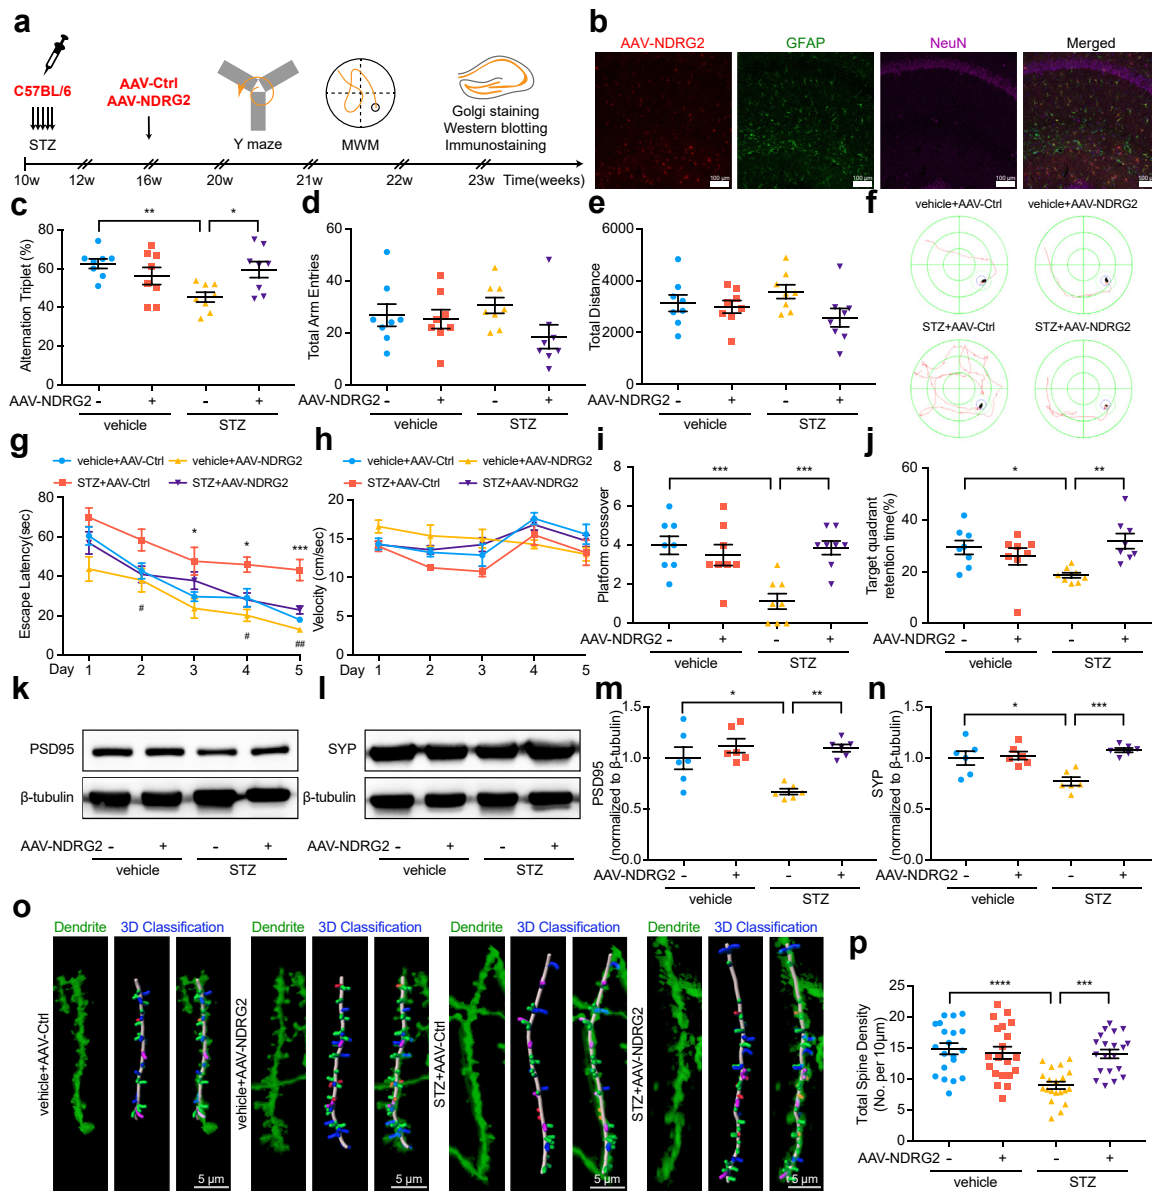 a
C57BL/6
STZ
AAV-Ctrl
AAV-NDRG2
Y maze
MWM
Golgi staining
Western blotting
Immunostaining
10w 12w 16w 20w 21w 22w 23w Time(weeks)
b
AAV-NDRG2 GFAP NeuN Merged
100 μm 100 μm 100 μm 100 μm
c
Alternation Triplet (%)
80
60
40
20
0
** *
AAV-NDRG2 - + - +
vehicle STZ
d
Total Arm Entries
60
40
20
0
AAV-NDRG2 - + - +
vehicle STZ
e
Total Distance
6000
4000
2000
0
AAV-NDRG2 - + - +
vehicle STZ
f
vehicle+AAV-Ctrl vehicle+AAV-NDRG2
STZ+AAV-Ctrl STZ+AAV-NDRG2
g
vehicle+AAV-Ctrl vehicle+AAV-NDRG2
STZ+AAV-Ctrl STZ+AAV-NDRG2
Escape Latency(sec)
80
60
40
20
0
* * ***
# # ##
Day 1 2 3 4 5
h
vehicle+AAV-Ctrl vehicle+AAV-NDRG2
STZ+AAV-Ctrl STZ+AAV-NDRG2
Velocity (cm/sec)
20
15
10
5
0
Day 1 2 3 4 5
i
Platform crossover
8
6
4
2
0
*** ***
AAV-NDRG2 - + - +
vehicle STZ
j
Target quadrant
retention time(%)
60
40
20
0
* **
AAV-NDRG2 - + - +
vehicle STZ
k
PSD95
β-tubulin
AAV-NDRG2 - + - +
vehicle STZ
l
SYP
β-tubulin
AAV-NDRG2 - + - +
vehicle STZ
m
PSD95
(normalized to β-tubulin)
1.5
1.0
0.5
0.0
* **
AAV-NDRG2 - + - +
vehicle STZ
n
SYP
(normalized to β-tubulin)
1.5
1.0
0.5
0.0
* ***
AAV-NDRG2 - + - +
vehicle STZ
o
Dendrite 3D Classification Dendrite 3D Classification Dendrite 3D Classification Dendrite 3D Classification
vehicle+AAV-Ctrl
vehicle+AAV-NDRG2
STZ+AAV-Ctrl
STZ+AAV-NDRG2
5 μm 5 μm 5 μm 5 μm
p
Total Spine Density
(No. per 10μm)
25
20
15
10
5
0
**** ***
AAV-NDRG2 - + - +
vehicle STZ